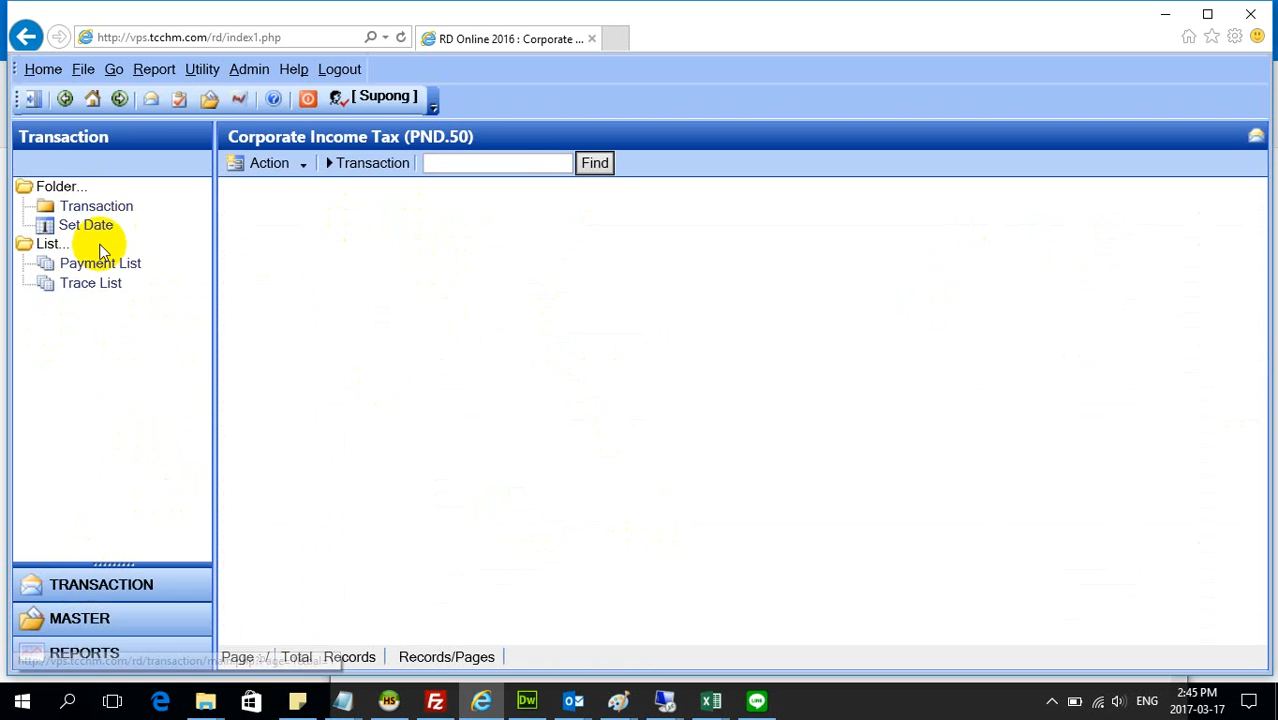 http://vps.tcchm.com/rd/index1.php
RD Online 2016 : Corporate ...
Home File Go Report Utility Admin Help Logout
[ Supong ]
Transaction
Corporate Income Tax (PND.50)
Action Transaction Find
Folder...
Transaction
Set Date
List...
Payment List
Trace List
TRANSACTION
MASTER
REPORTS
Page : / Total Records Records/Pages
ENG
2:45 PM
2017-03-17